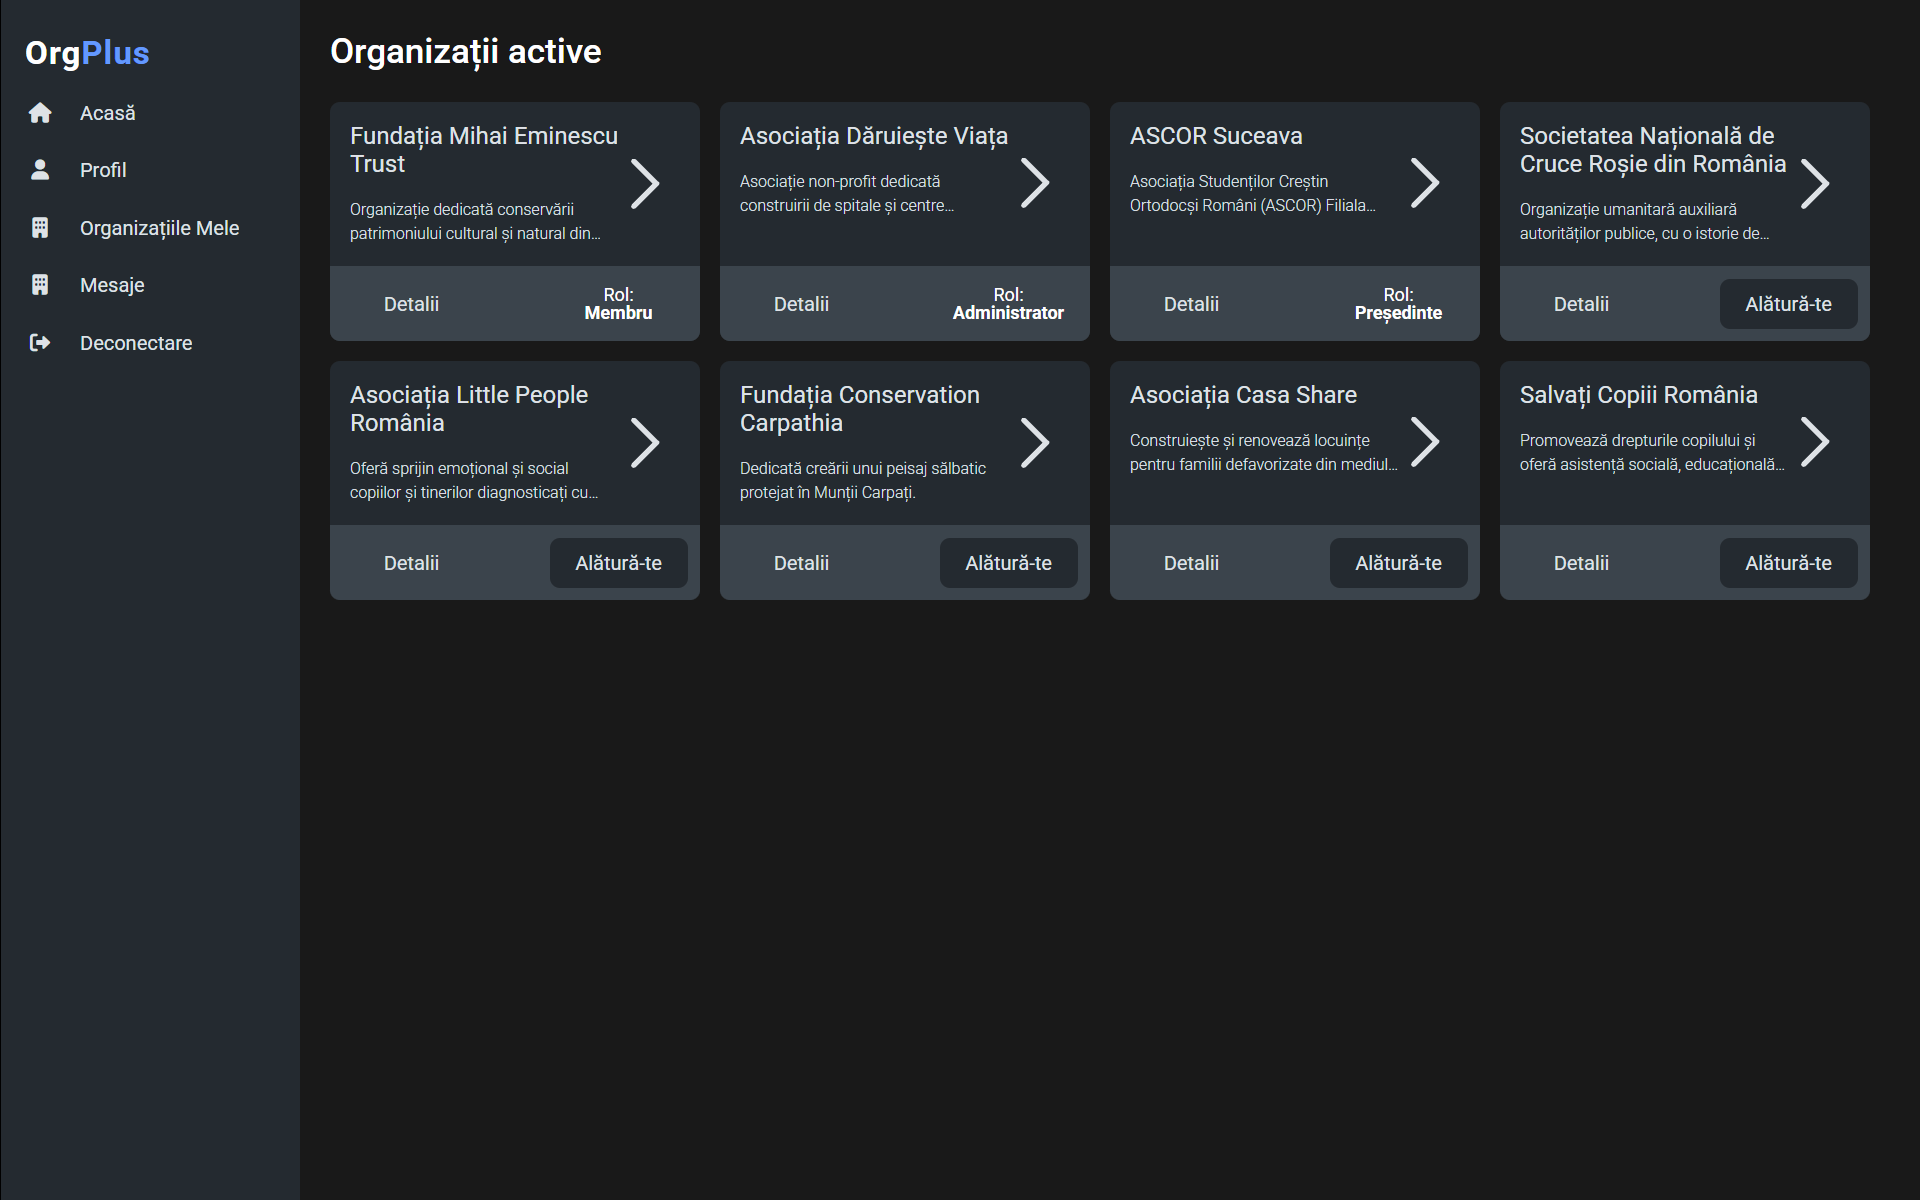 OrgPlus
Acasă
Profil
Organizațiile Mele
Mesaje
Deconectare
Organizații active
Fundația Mihai Eminescu
Trust
Organizație dedicată conservării
patrimoniului cultural și natural din...
Detalii
Rol:
Membru
Asociația Dăruiește Viața
Asociație non-profit dedicată
construirii de spitale și centre...
Detalii
Rol:
Administrator
ASCOR Suceava
Asociația Studenților Creștin
Ortodocși Români (ASCOR) Filiala...
Detalii
Rol:
Președinte
Societatea Națională de
Cruce Roșie din România
Organizație umanitară auxiliară
autorităților publice, cu o istorie de...
Detalii
Alătură-te
Asociația Little People
România
Oferă sprijin emoțional și social
copiilor și tinerilor diagnosticați cu...
Detalii
Alătură-te
Fundația Conservation
Carpathia
Dedicată creării unui peisaj sălbatic
protejat în Munții Carpați.
Detalii
Alătură-te
Asociația Casa Share
Construiește și renovează locuințe
pentru familii defavorizate din mediul...
Detalii
Alătură-te
Salvați Copiii România
Promovează drepturile copilului și
oferă asistență socială, educațională...
Detalii
Alătură-te